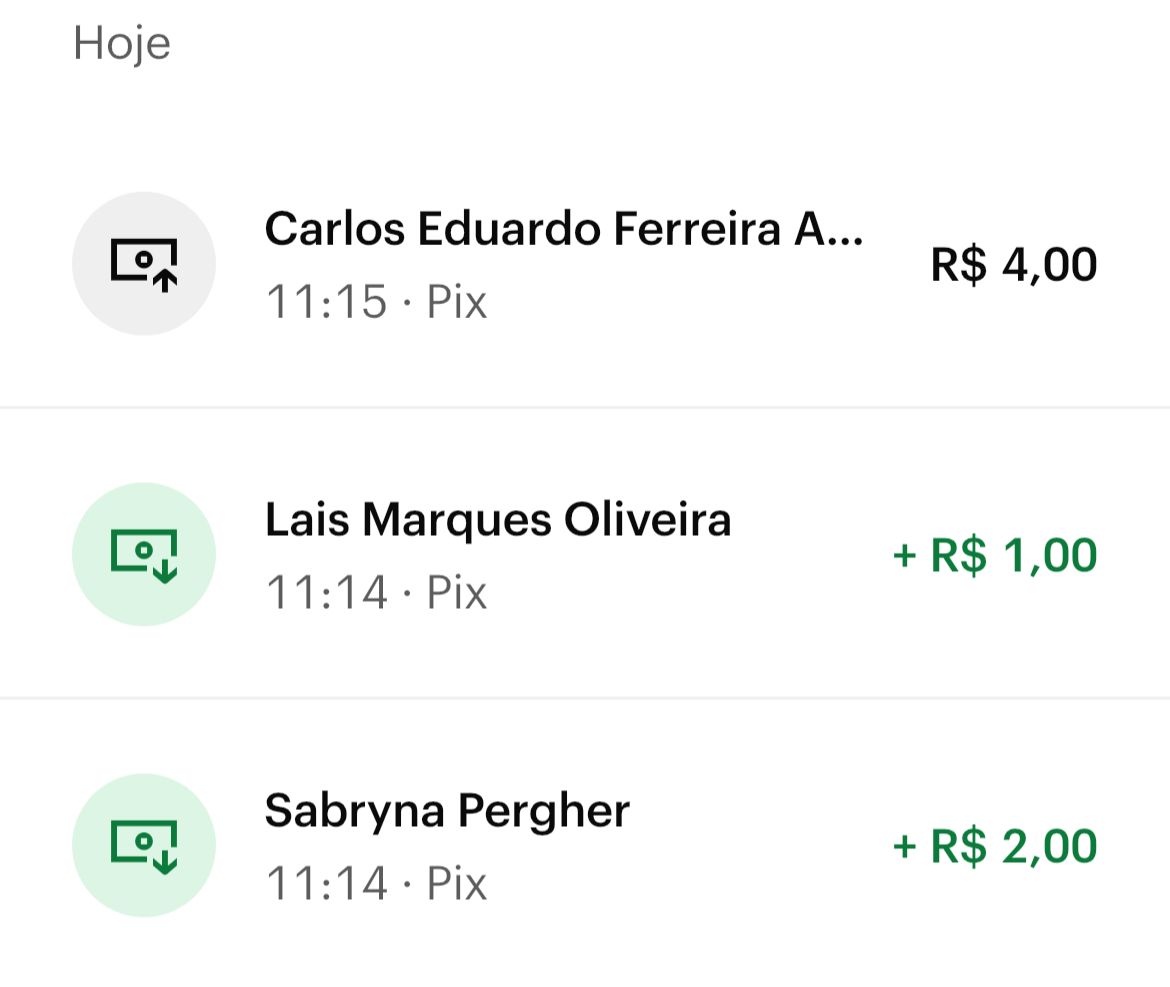 Hoje
Carlos Eduardo Ferreira A...
R$ 4,00
11:15 · Pix
Lais Marques Oliveira
+ R$ 1,00
11:14 · Pix
Sabryna Pergher
+ R$ 2,00
11:14 · Pix